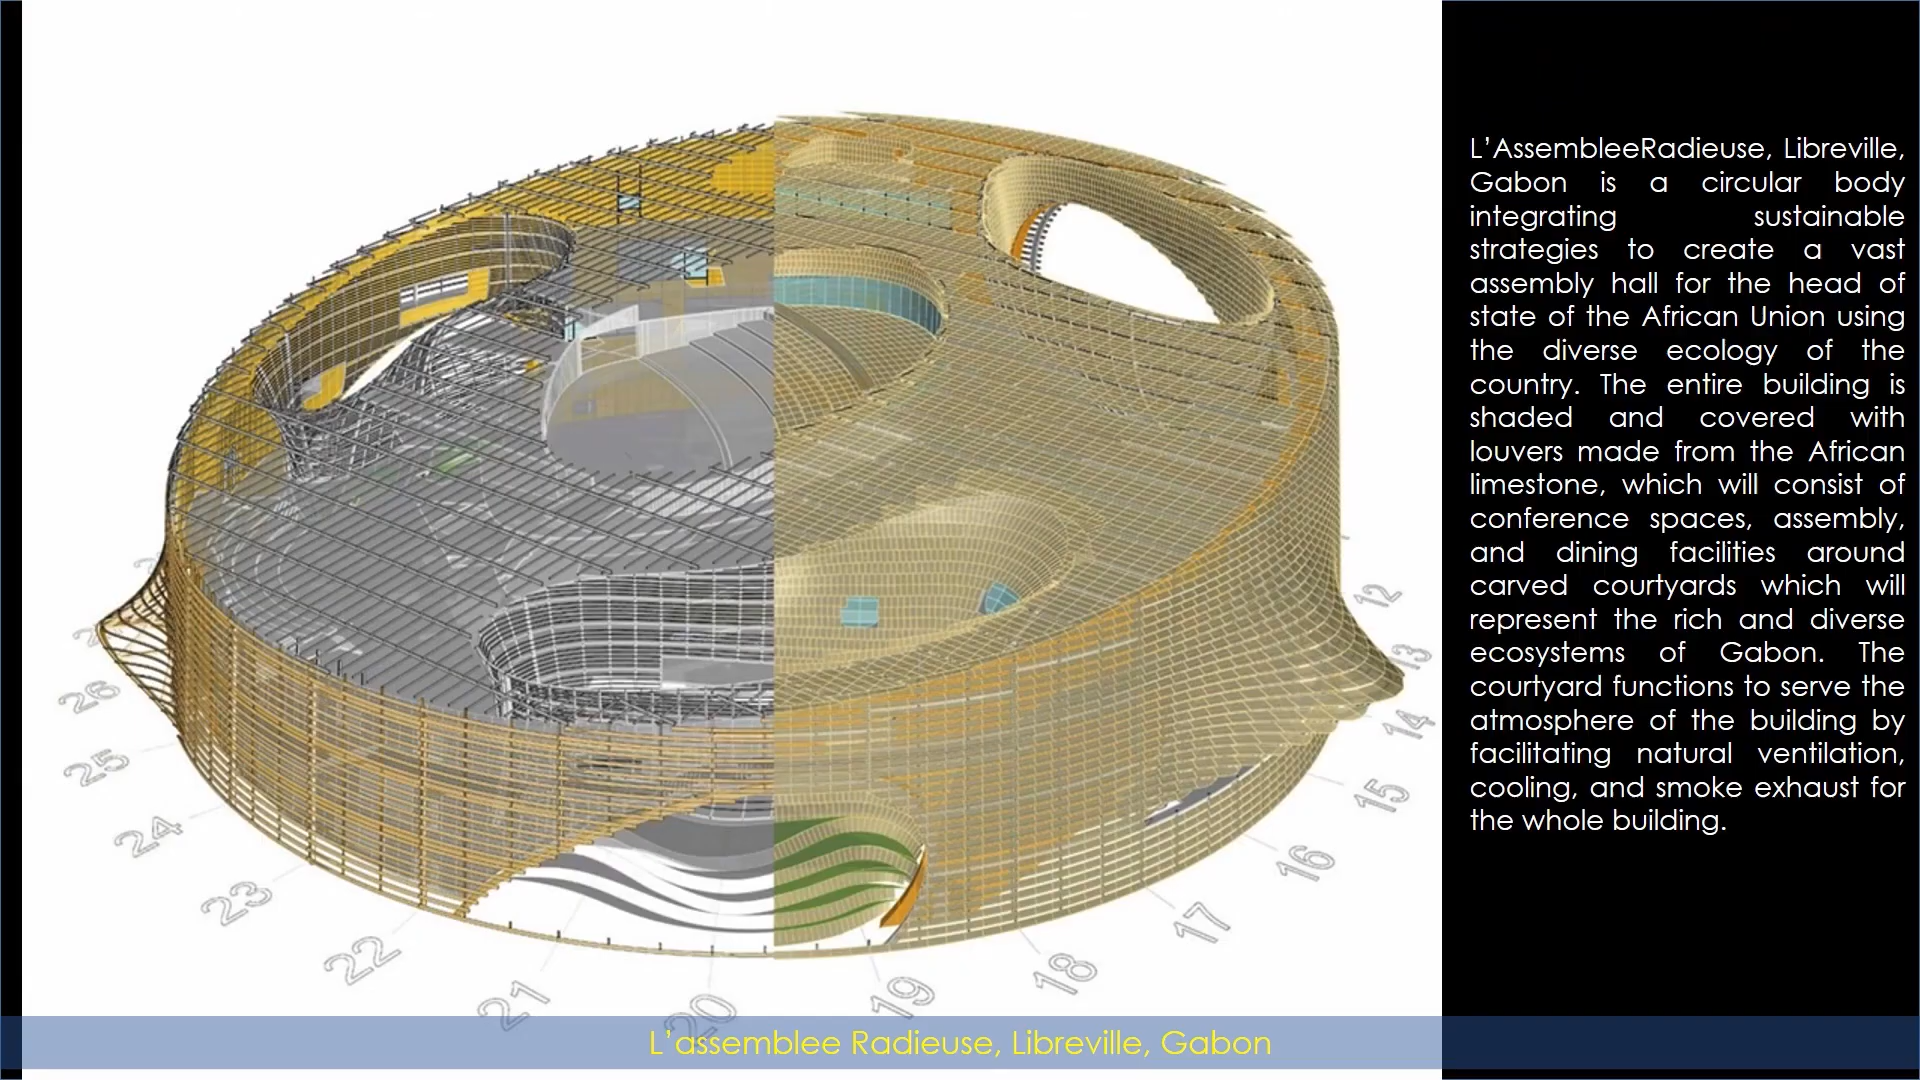 L’AssembleeRadieuse, Libreville,
Gabon is a circular body
integrating sustainable
strategies to create a vast
assembly hall for the head of
state of the African Union using
the diverse ecology of the
country. The entire building is
shaded and covered with
louvers made from the African
limestone, which will consist of
conference spaces, assembly,
and dining facilities around
carved courtyards which will
represent the rich and diverse
ecosystems of Gabon. The
courtyard functions to serve the
atmosphere of the building by
facilitating natural ventilation,
cooling, and smoke exhaust for
the whole building.
26
25
24
23
22
21
20
19
18
17
16
15
14
13
12
L’assemblee Radieuse, Libreville, Gabon